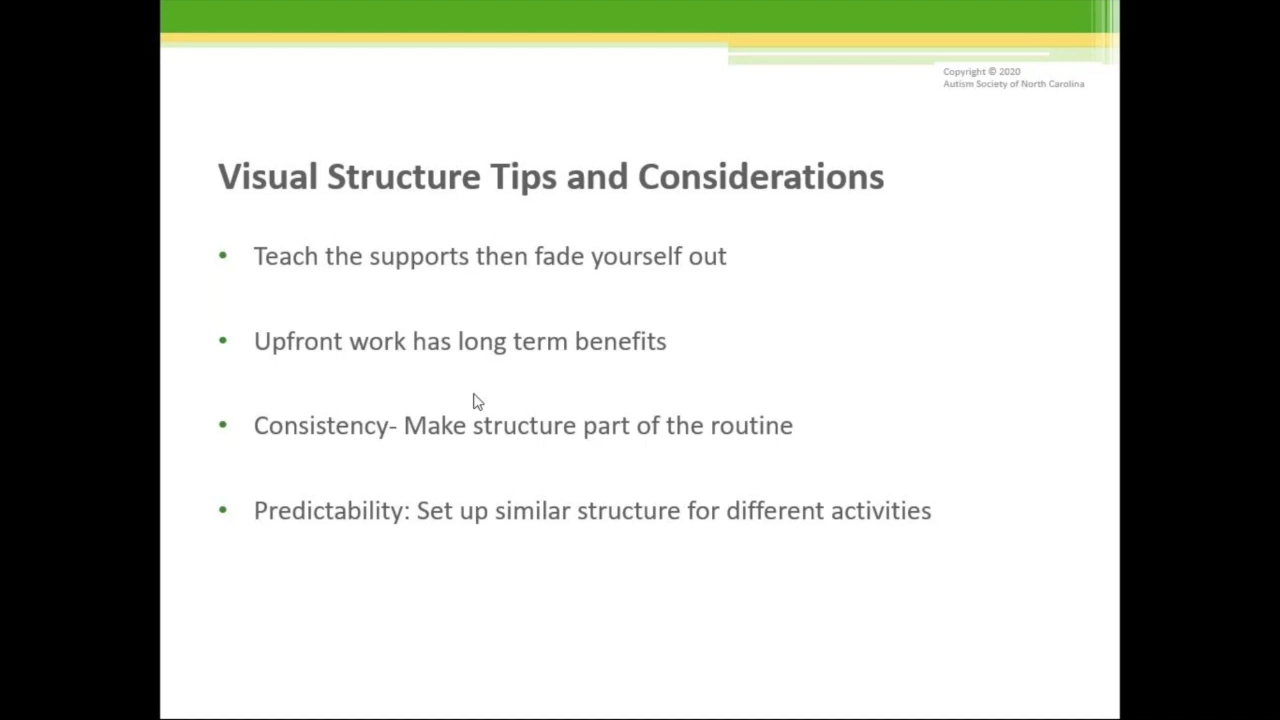 Copyright © 2020
Autism Society of North Carolina
Visual Structure Tips and Considerations
• Teach the supports then fade yourself out
• Upfront work has long term benefits
• Consistency- Make structure part of the routine
• Predictability: Set up similar structure for different activities